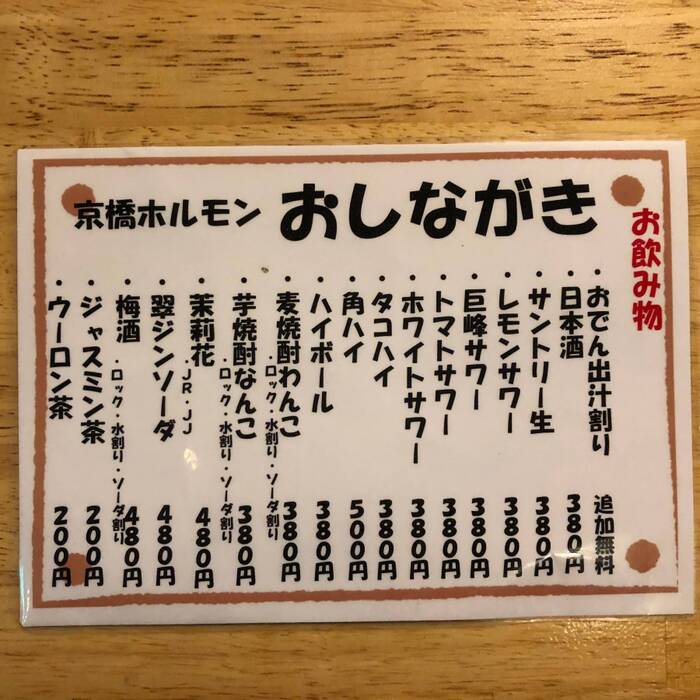 京橋ホルモン おしながき
お飲み物
・おでん出汁割り 追加無料
・日本酒 380円
・サントリー生 380円
・レモンサワー 380円
・巨峰サワー 380円
・トマトサワー 380円
・ホワイトサワー 380円
・タコハイ 380円
・角ハイ 500円
・ハイボール 380円
・麦焼酎わんこ 380円
・ロック・水割り・ソーダ割り
・芋焼酎なんこ 380円
・ロック・水割り・ソーダ割り
・茉莉花 480円
・JR・JJ
・翠ジンソーダ 480円
・梅酒 480円
・ロック・水割り・ソーダ割り
・ジャスミン茶 200円
・ウーロン茶 200円